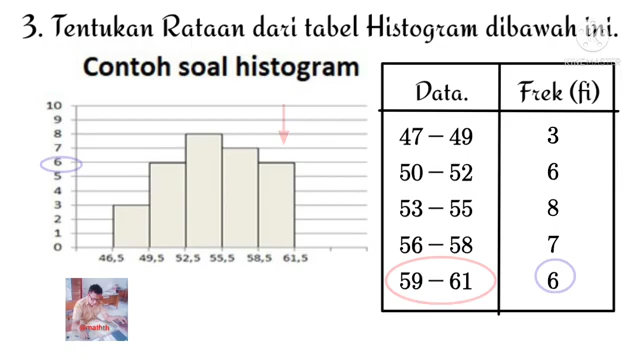 3. Tentukan Rataan dari tabel Histogram dibawah ini.
KINEMASTER
Contoh soal histogram
10
9
8
7
6
5
4
3
2
1
0
46,5 49,5 52,5 55,5 58,5 61,5
Data. Frek (fi)
47 – 49 3
50 – 52 6
53 – 55 8
56 – 58 7
59 – 61 6